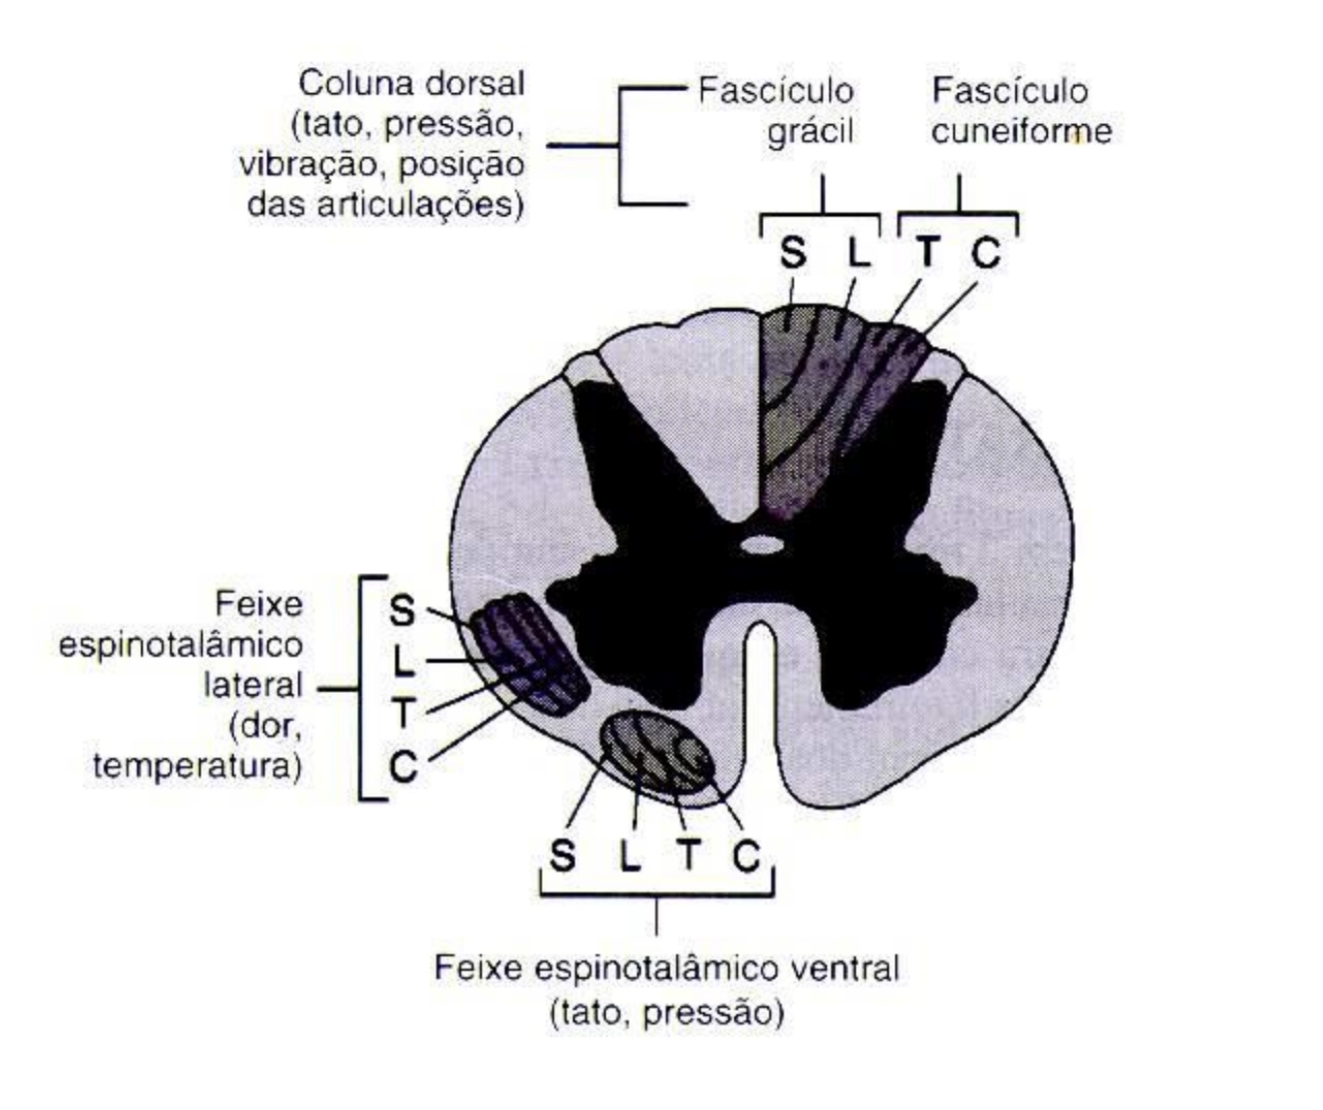 Coluna dorsal
(tato, pressão,
vibração, posição
das articulações)
Fascículo
grácil
Fascículo
cuneiforme
S L T C
Feixe
espinotalâmico
lateral
(dor,
temperatura)
S
L
T
C
S L T C
Feixe espinotalâmico ventral
(tato, pressão)